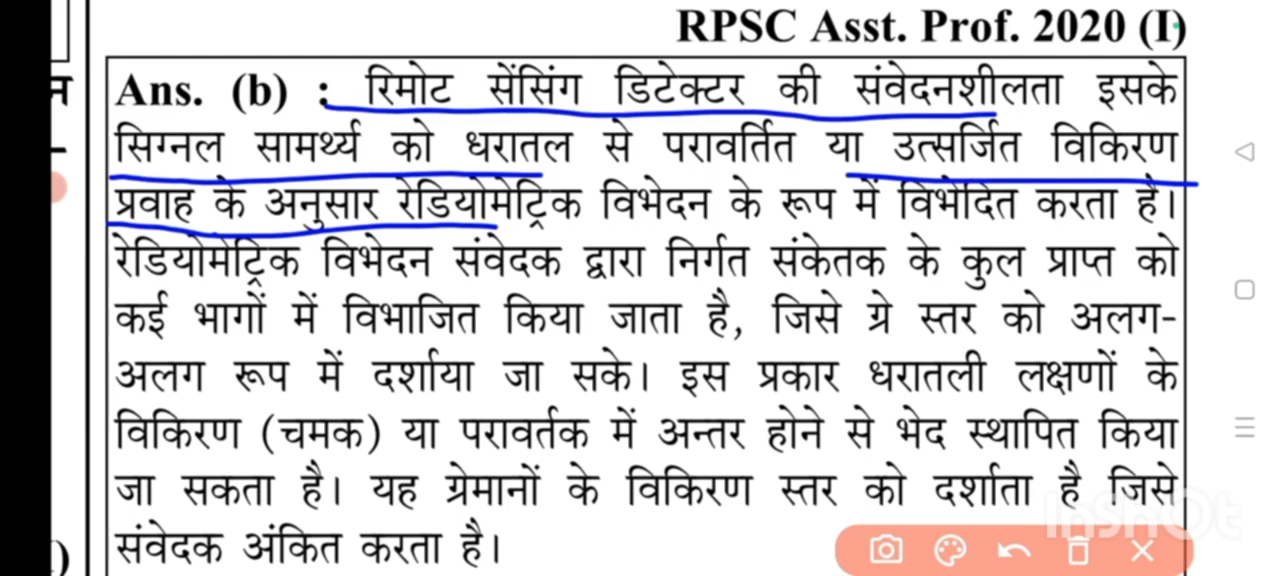 RPSC Asst. Prof. 2020 (I)
Ans. (b) : रिमोट सेंसिंग डिटेक्टर की संवेदनशीलता इसके
सिग्नल सामर्थ्य को धरातल से परावर्तित या उत्सर्जित विकिरण
प्रवाह के अनुसार रेडियोमेट्रिक विभेदन के रूप में विभेदित करता है।
रेडियोमेट्रिक विभेदन संवेदक द्वारा निर्गत संकेतक के कुल प्राप्त को
कई भागों में विभाजित किया जाता है, जिसे ग्रे स्तर को अलग-
अलग रूप में दर्शाया जा सके। इस प्रकार धरातली लक्षणों के
विकिरण (चमक) या परावर्तक में अन्तर होने से भेद स्थापित किया
जा सकता है। यह ग्रेमानों के विकिरण स्तर को दर्शाता है जिसे
संवेदक अंकित करता है।
InShOt